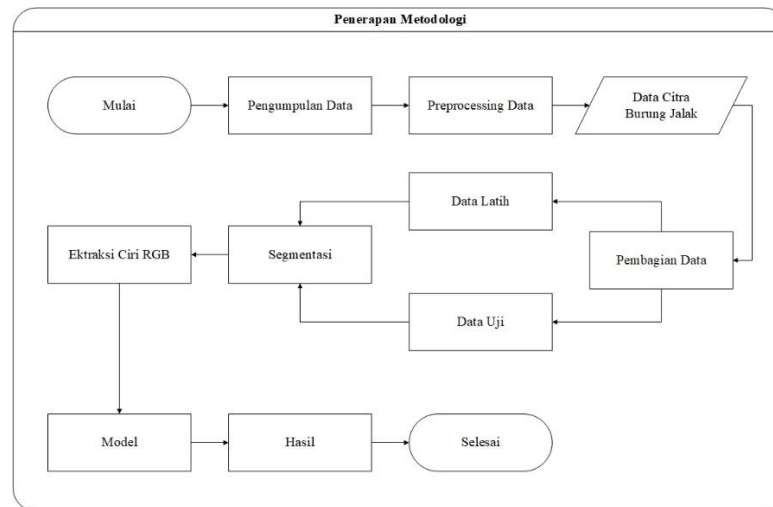 Penerapan Metodologi
Mulai
Pengumpulan Data
Preprocessing Data
Data Citra
Burung Jalak
Pembagian Data
Data Latih
Data Uji
Segmentasi
Ektraksi Ciri RGB
Model
Hasil
Selesai